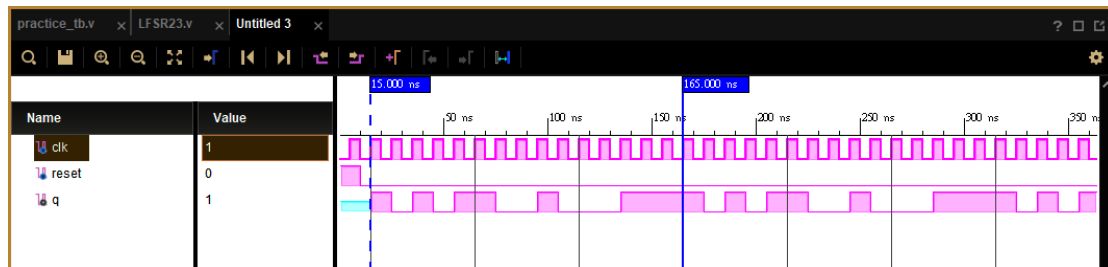 practice_tb.v × LFSR23.v × Untitled 3 × ?
15.000 ns 165.000 ns
Name Value 50 ns 100 ns 150 ns 200 ns 250 ns 300 ns 350 n
clk 1
reset 0
q 1